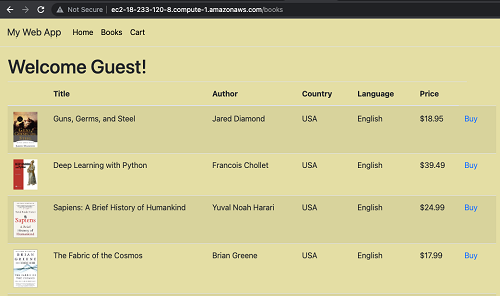 Not Secure | ec2-18-233-120-8.compute-1.amazonaws.com/books
My Web App Home Books Cart
Welcome Guest!
Title Author Country Language Price
Guns, Germs, and Steel Jared Diamond USA English $18.95 Buy
Deep Learning with Python Francois Chollet USA English $39.49 Buy
Sapiens: A Brief History of Humankind Yuval Noah Harari USA English $24.99 Buy
Sapiens
The Fabric of the Cosmos Brian Greene USA English $17.99 Buy
BRIAN
GREENE